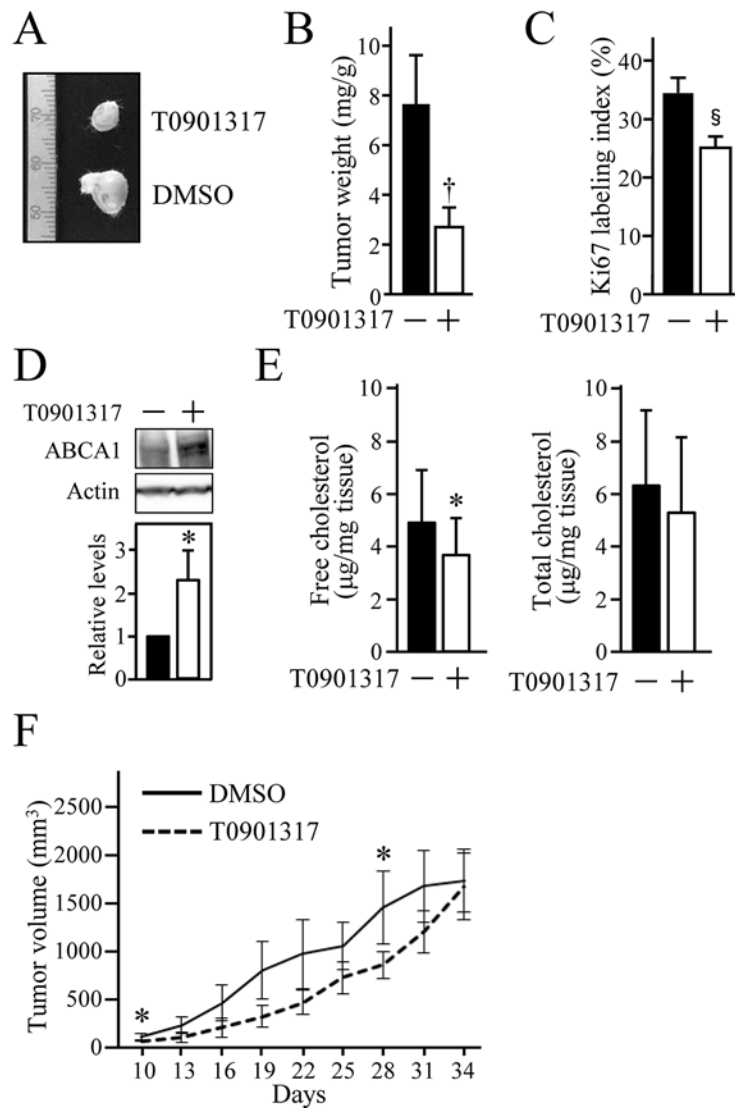 A
T0901317
DMSO
70
60
50
B
Tumor weight (mg/g)
10
8
6
4
2
0
†
T0901317 − +
C
Ki67 labeling index (%)
40
30
20
10
0
§
T0901317 − +
D
T0901317 − +
ABCA1
Actin
Relative levels
3
2
1
0
*
E
Free cholesterol
(µg/mg tissue)
10
8
6
4
2
0
*
T0901317 − +
Total cholesterol
(µg/mg tissue)
10
8
6
4
2
0
T0901317 − +
F
DMSO
T0901317
Tumor volume (mm³)
2500
2000
1500
1000
500
0
*
*
10 13 16 19 22 25 28 31 34
Days